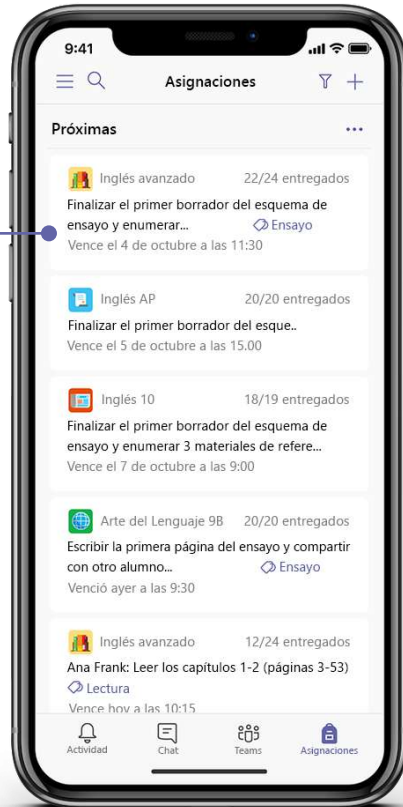 9:41
Asignaciones
Próximas
Inglés avanzado 22/24 entregados
Finalizar el primer borrador del esquema de
ensayo y enumerar... Ensayo
Vence el 4 de octubre a las 11:30
Inglés AP 20/20 entregados
Finalizar el primer borrador del esque..
Vence el 5 de octubre a las 15.00
Inglés 10 18/19 entregados
Finalizar el primer borrador del esquema de
ensayo y enumerar 3 materiales de refere...
Vence el 7 de octubre a las 9:00
Arte del Lenguaje 9B 20/20 entregados
Escribir la primera página del ensayo y compartir
con otro alumno... Ensayo
Venció ayer a las 9:30
Inglés avanzado 12/24 entregados
Ana Frank: Leer los capítulos 1-2 (páginas 3-53)
Lectura
Vence hoy a las 10:15
Actividad Chat Teams Asignaciones